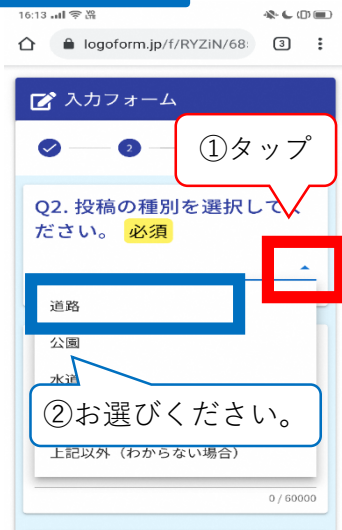 16:13
logoform.jp/f/RYZiN/68
3
入力フォーム
2
①タップ
Q2. 投稿の種別を選択してく
ださい。 必須
道路
公園
水道
②お選びください。
上記以外（わからない場合）
0 / 60000